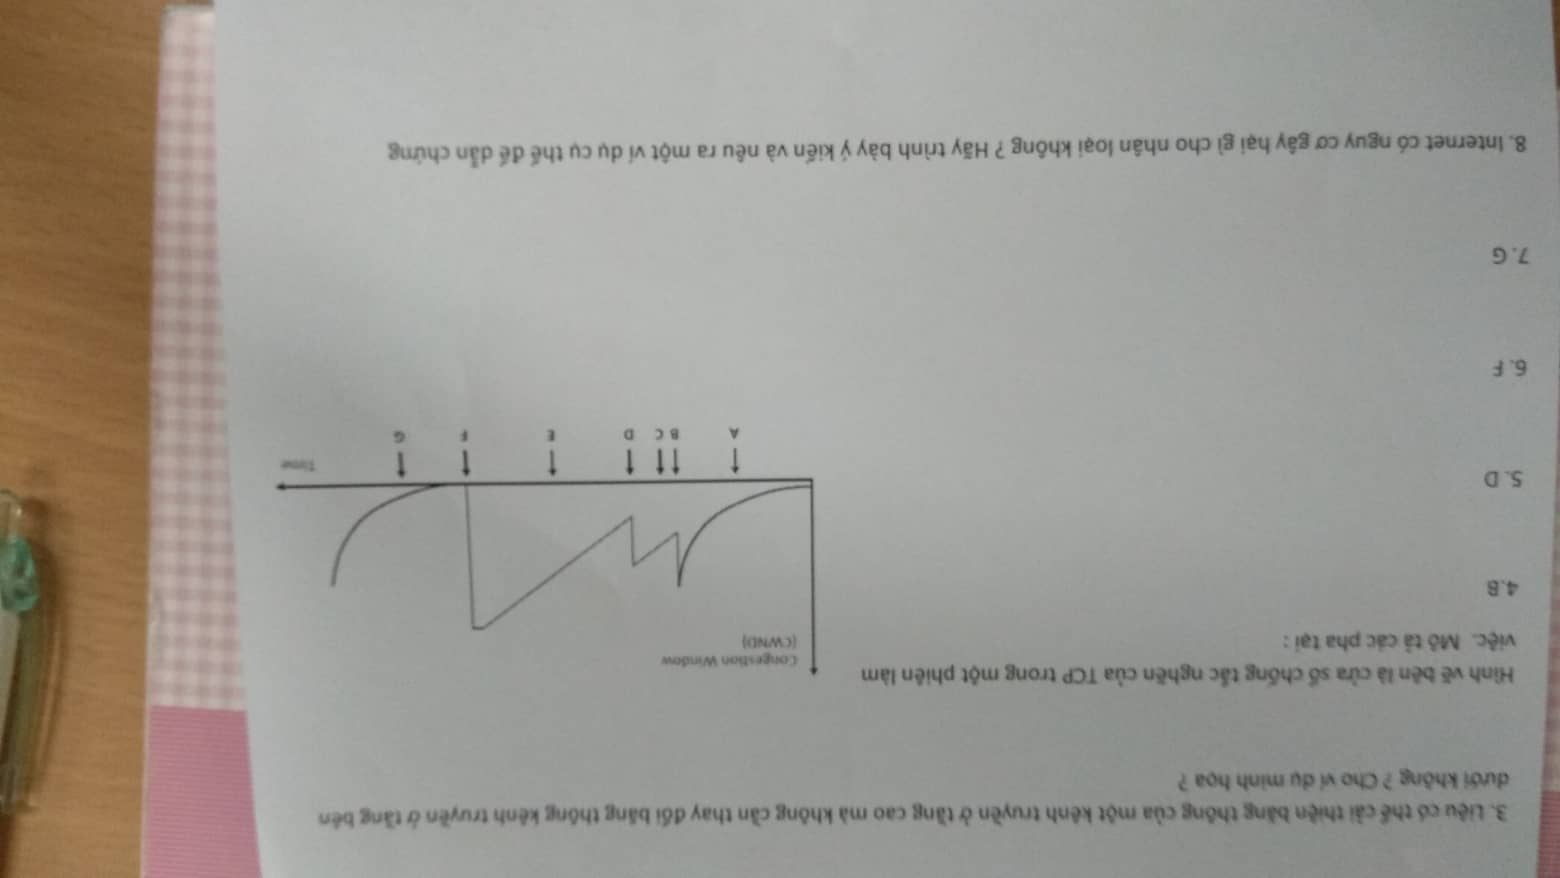 3. Liệu có thể cải thiện băng thông của một kênh truyền ở tầng cao mà không cần thay đổi băng thông kênh truyền ở tầng bên
dưới không ? Cho ví dụ minh họa ?
Hình vẽ bên là cửa sổ chống tắc nghẽn của TCP trong một phiên làm
việc. Mô tả các pha tại :
4.B
5. D
6. F
7. G
Congestion Window
(CWND)
Time
A B C D E F G
8. Internet có nguy cơ gây hại gì cho nhân loại không ? Hãy trình bày ý kiến và nêu ra một ví dụ cụ thể để dẫn chứng